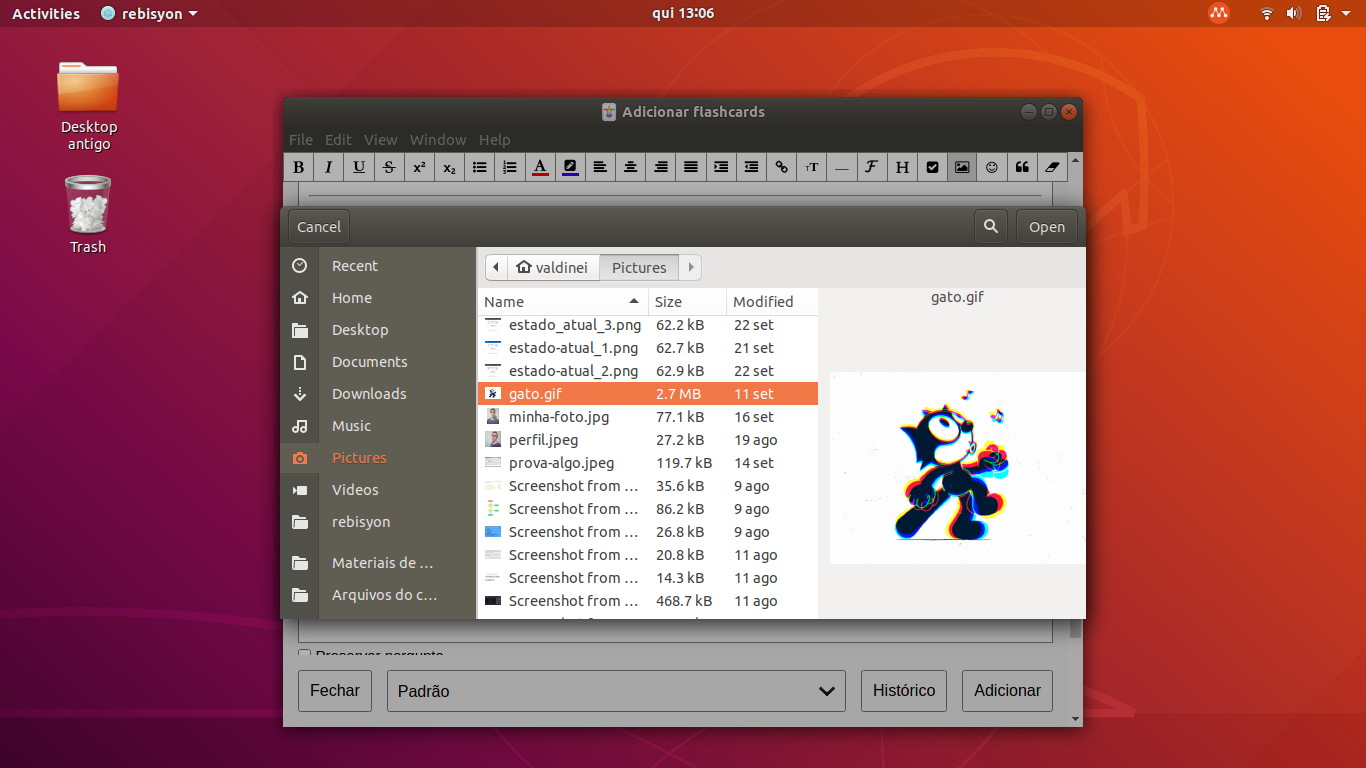 Activities
rebisyon
qui 13:06
Desktop
antigo
Trash
Adicionar flashcards
File Edit View Window Help
B I U S x² x₂ A тT — F H
Cancel
Open
Recent
Home
Desktop
Documents
Downloads
Music
Pictures
Videos
rebisyon
Materiais de …
Arquivos do c…
valdinei Pictures
Name Size Modified
estado_atual_3.png 62.2 kB 22 set
estado-atual_1.png 62.7 kB 21 set
estado-atual_2.png 62.9 kB 22 set
gato.gif 2.7 MB 11 set
minha-foto.jpg 77.1 kB 16 set
perfil.jpeg 27.2 kB 19 ago
prova-algo.jpeg 119.7 kB 14 set
Screenshot from … 35.6 kB 9 ago
Screenshot from … 86.2 kB 9 ago
Screenshot from … 26.8 kB 9 ago
Screenshot from … 20.8 kB 11 ago
Screenshot from … 14.3 kB 11 ago
Screenshot from … 468.7 kB 11 ago
gato.gif
Preservar pergunta
Fechar
Padrão
Histórico
Adicionar